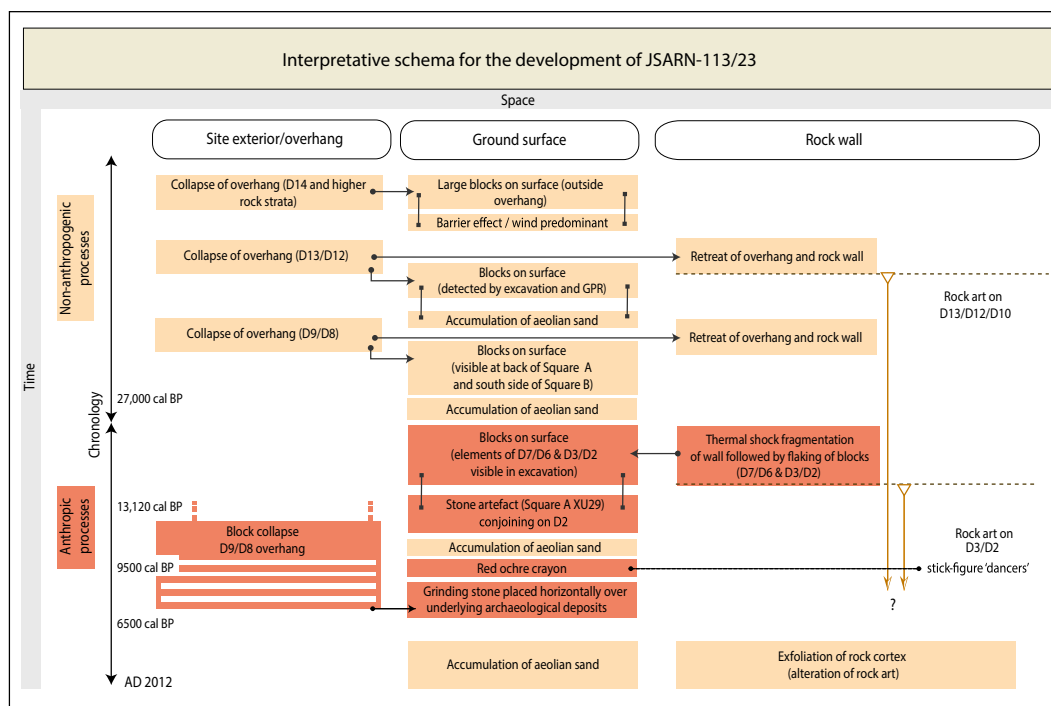 Interpretative schema for the development of JSARN-113/23
Space
Time
Chronology
Site exterior/overhang
Ground surface
Rock wall
Non-anthropogenic
processes
Collapse of overhang (D14 and higher
rock strata)
Large blocks on surface (outside
overhang)
Barrier effect / wind predominant
Collapse of overhang (D13/D12)
Retreat of overhang and rock wall
Blocks on surface
(detected by excavation and GPR)
Rock art on
D13/D12/D10
Accumulation of aeolian sand
Collapse of overhang (D9/D8)
Retreat of overhang and rock wall
Blocks on surface
(visible at back of Square A
and south side of Square B)
27,000 cal BP
Accumulation of aeolian sand
Anthropic
processes
Blocks on surface
(elements of D7/D6 & D3/D2
visible in excavation)
Thermal shock fragmentation
of wall followed by flaking of blocks
(D7/D6 & D3/D2)
13,120 cal BP
Stone artefact (Square A XU29)
conjoining on D2
Block collapse
D9/D8 overhang
Accumulation of aeolian sand
Rock art on
D3/D2
9500 cal BP
Red ochre crayon
stick-figure ‘dancers’
Grinding stone placed horizontally over
underlying archaeological deposits
?
6500 cal BP
Accumulation of aeolian sand
Exfoliation of rock cortex
(alteration of rock art)
AD 2012